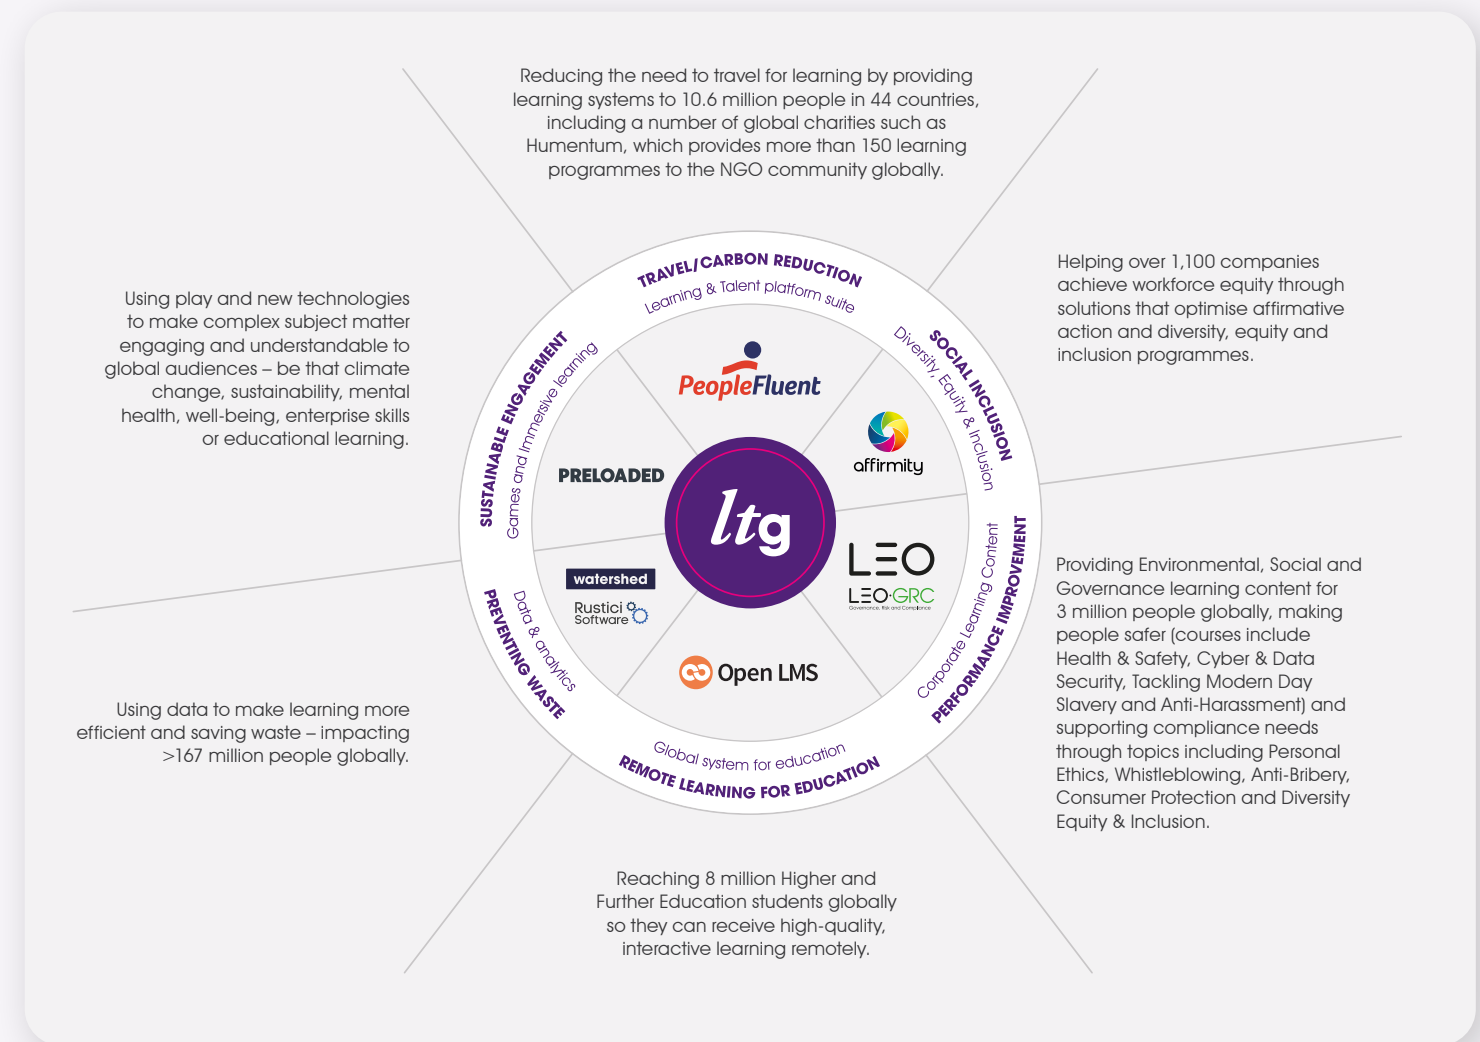 Reducing the need to travel for learning by providing
learning systems to 10.6 million people in 44 countries,
including a number of global charities such as
Humentum, which provides more than 150 learning
programmes to the NGO community globally.
Helping over 1,100 companies
achieve workforce equity through
solutions that optimise affirmative
action and diversity, equity and
inclusion programmes.
Providing Environmental, Social and
Governance learning content for
3 million people globally, making
people safer (courses include
Health & Safety, Cyber & Data
Security, Tackling Modern Day
Slavery and Anti-Harassment) and
supporting compliance needs
through topics including Personal
Ethics, Whistleblowing, Anti-Bribery,
Consumer Protection and Diversity
Equity & Inclusion.
Reaching 8 million Higher and
Further Education students globally
so they can receive high-quality,
interactive learning remotely.
Using data to make learning more
efficient and saving waste – impacting
>167 million people globally.
Using play and new technologies
to make complex subject matter
engaging and understandable to
global audiences – be that climate
change, sustainability, mental
health, well-being, enterprise skills
or educational learning.
TRAVEL/CARBON REDUCTION
Learning & Talent platform suite
SOCIAL INCLUSION
Diversity, Equity & Inclusion
PERFORMANCE IMPROVEMENT
Corporate Learning Content
REMOTE LEARNING FOR EDUCATION
Global system for education
PREVENTING WASTE
Data & analytics
SUSTAINABLE ENGAGEMENT
Games and Immersive learning
PeopleFluent
affirmity
LEO
LEO·GRC
Governance, Risk and Compliance
Open LMS
watershed
Rustici
Software
PRELOADED
ltg